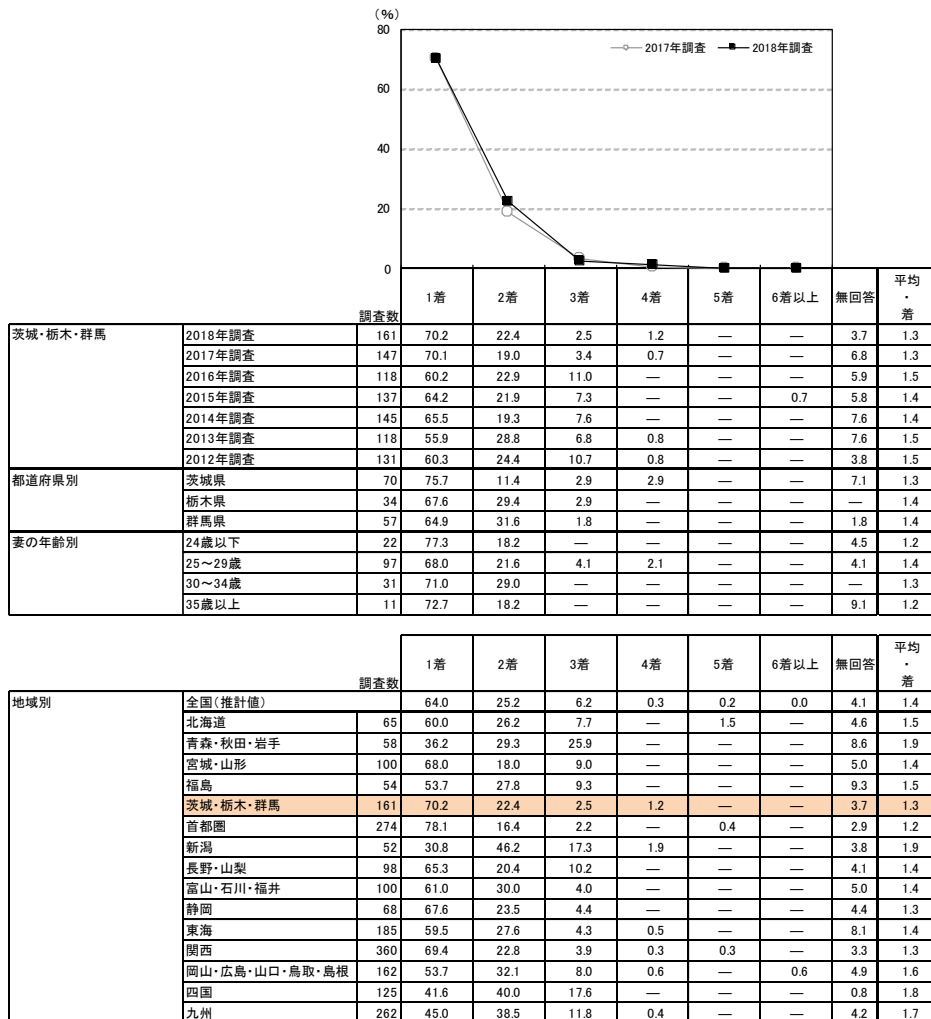 （％）
80
60
40
20
0
2017年調査 2018年調査
調査数 1着 2着 3着 4着 5着 6着以上 無回答 平均・着
茨城・栃木・群馬 2018年調査 161 70.2 22.4 2.5 1.2 — — 3.7 1.3
2017年調査 147 70.1 19.0 3.4 0.7 — — 6.8 1.3
2016年調査 118 60.2 22.9 11.0 — — — 5.9 1.5
2015年調査 137 64.2 21.9 7.3 — — 0.7 5.8 1.4
2014年調査 145 65.5 19.3 7.6 — — — 7.6 1.4
2013年調査 118 55.9 28.8 6.8 0.8 — — 7.6 1.5
2012年調査 131 60.3 24.4 10.7 0.8 — — 3.8 1.5
都道府県別 茨城県 70 75.7 11.4 2.9 2.9 — — 7.1 1.3
栃木県 34 67.6 29.4 2.9 — — — — 1.4
群馬県 57 64.9 31.6 1.8 — — — 1.8 1.4
妻の年齢別 24歳以下 22 77.3 18.2 — — — — 4.5 1.2
25～29歳 97 68.0 21.6 4.1 2.1 — — 4.1 1.4
30～34歳 31 71.0 29.0 — — — — — 1.3
35歳以上 11 72.7 18.2 — — — — 9.1 1.2
調査数 1着 2着 3着 4着 5着 6着以上 無回答 平均・着
地域別 全国（推計値） 64.0 25.2 6.2 0.3 0.2 0.0 4.1 1.4
北海道 65 60.0 26.2 7.7 — 1.5 — 4.6 1.5
青森・秋田・岩手 58 36.2 29.3 25.9 — — — 8.6 1.9
宮城・山形 100 68.0 18.0 9.0 — — — 5.0 1.4
福島 54 53.7 27.8 9.3 — — — 9.3 1.5
茨城・栃木・群馬 161 70.2 22.4 2.5 1.2 — — 3.7 1.3
首都圏 274 78.1 16.4 2.2 — 0.4 — 2.9 1.2
新潟 52 30.8 46.2 17.3 1.9 — — 3.8 1.9
長野・山梨 98 65.3 20.4 10.2 — — — 4.1 1.4
富山・石川・福井 100 61.0 30.0 4.0 — — — 5.0 1.4
静岡 68 67.6 23.5 4.4 — — — 4.4 1.3
東海 185 59.5 27.6 4.3 0.5 — — 8.1 1.4
関西 360 69.4 22.8 3.9 0.3 0.3 — 3.3 1.3
岡山・広島・山口・鳥取・島根 162 53.7 32.1 8.0 0.6 — 0.6 4.9 1.6
四国 125 41.6 40.0 17.6 — — — 0.8 1.8
九州 262 45.0 38.5 11.8 0.4 — — 4.2 1.7